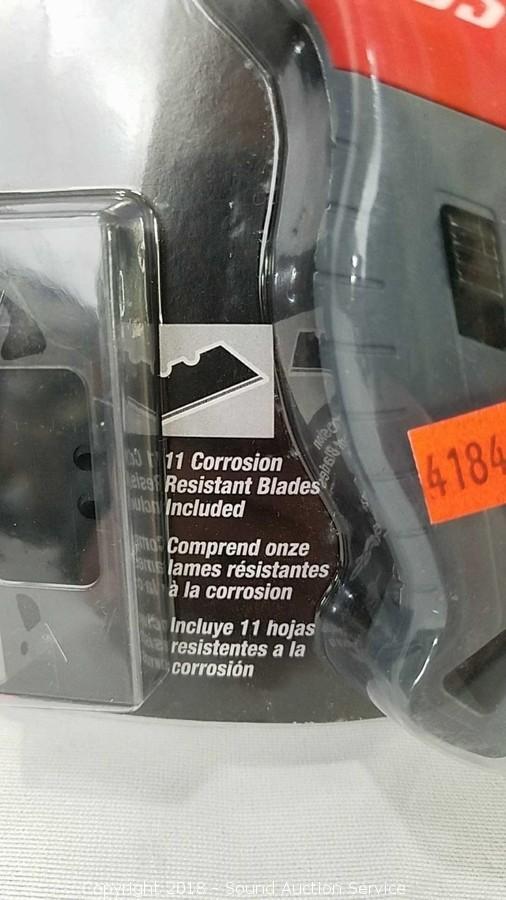 4184
11 Corrosion
Resistant Blades
Included
Comprend onze
lames résistantes
à la corrosion
Incluye 11 hojas
resistentes a la
corrosión
Copyright 2018 - Sound Auction Service